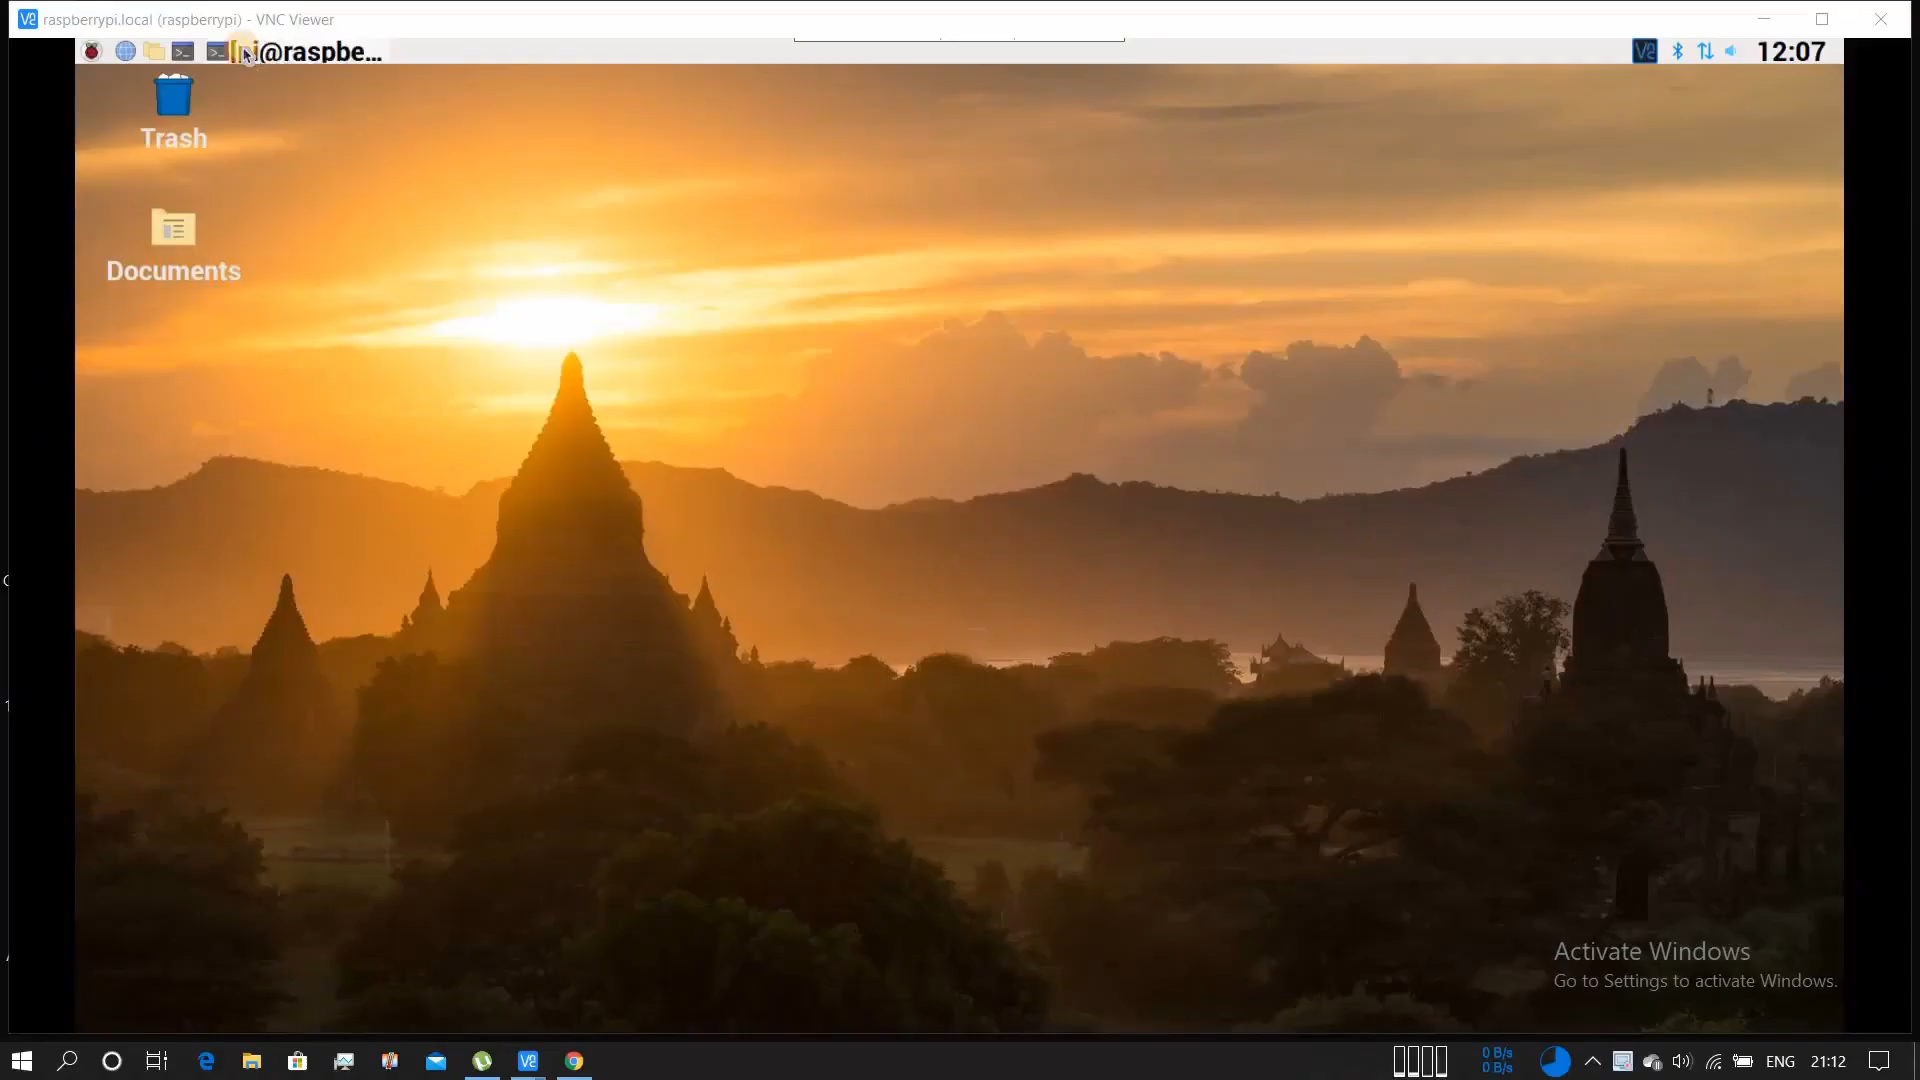 raspberrypi.local (raspberrypi) - VNC Viewer
[pi@raspbe...
12:07
Trash
Documents
Activate Windows
Go to Settings to activate Windows.
0 B/s
0 B/s
ENG
21:12